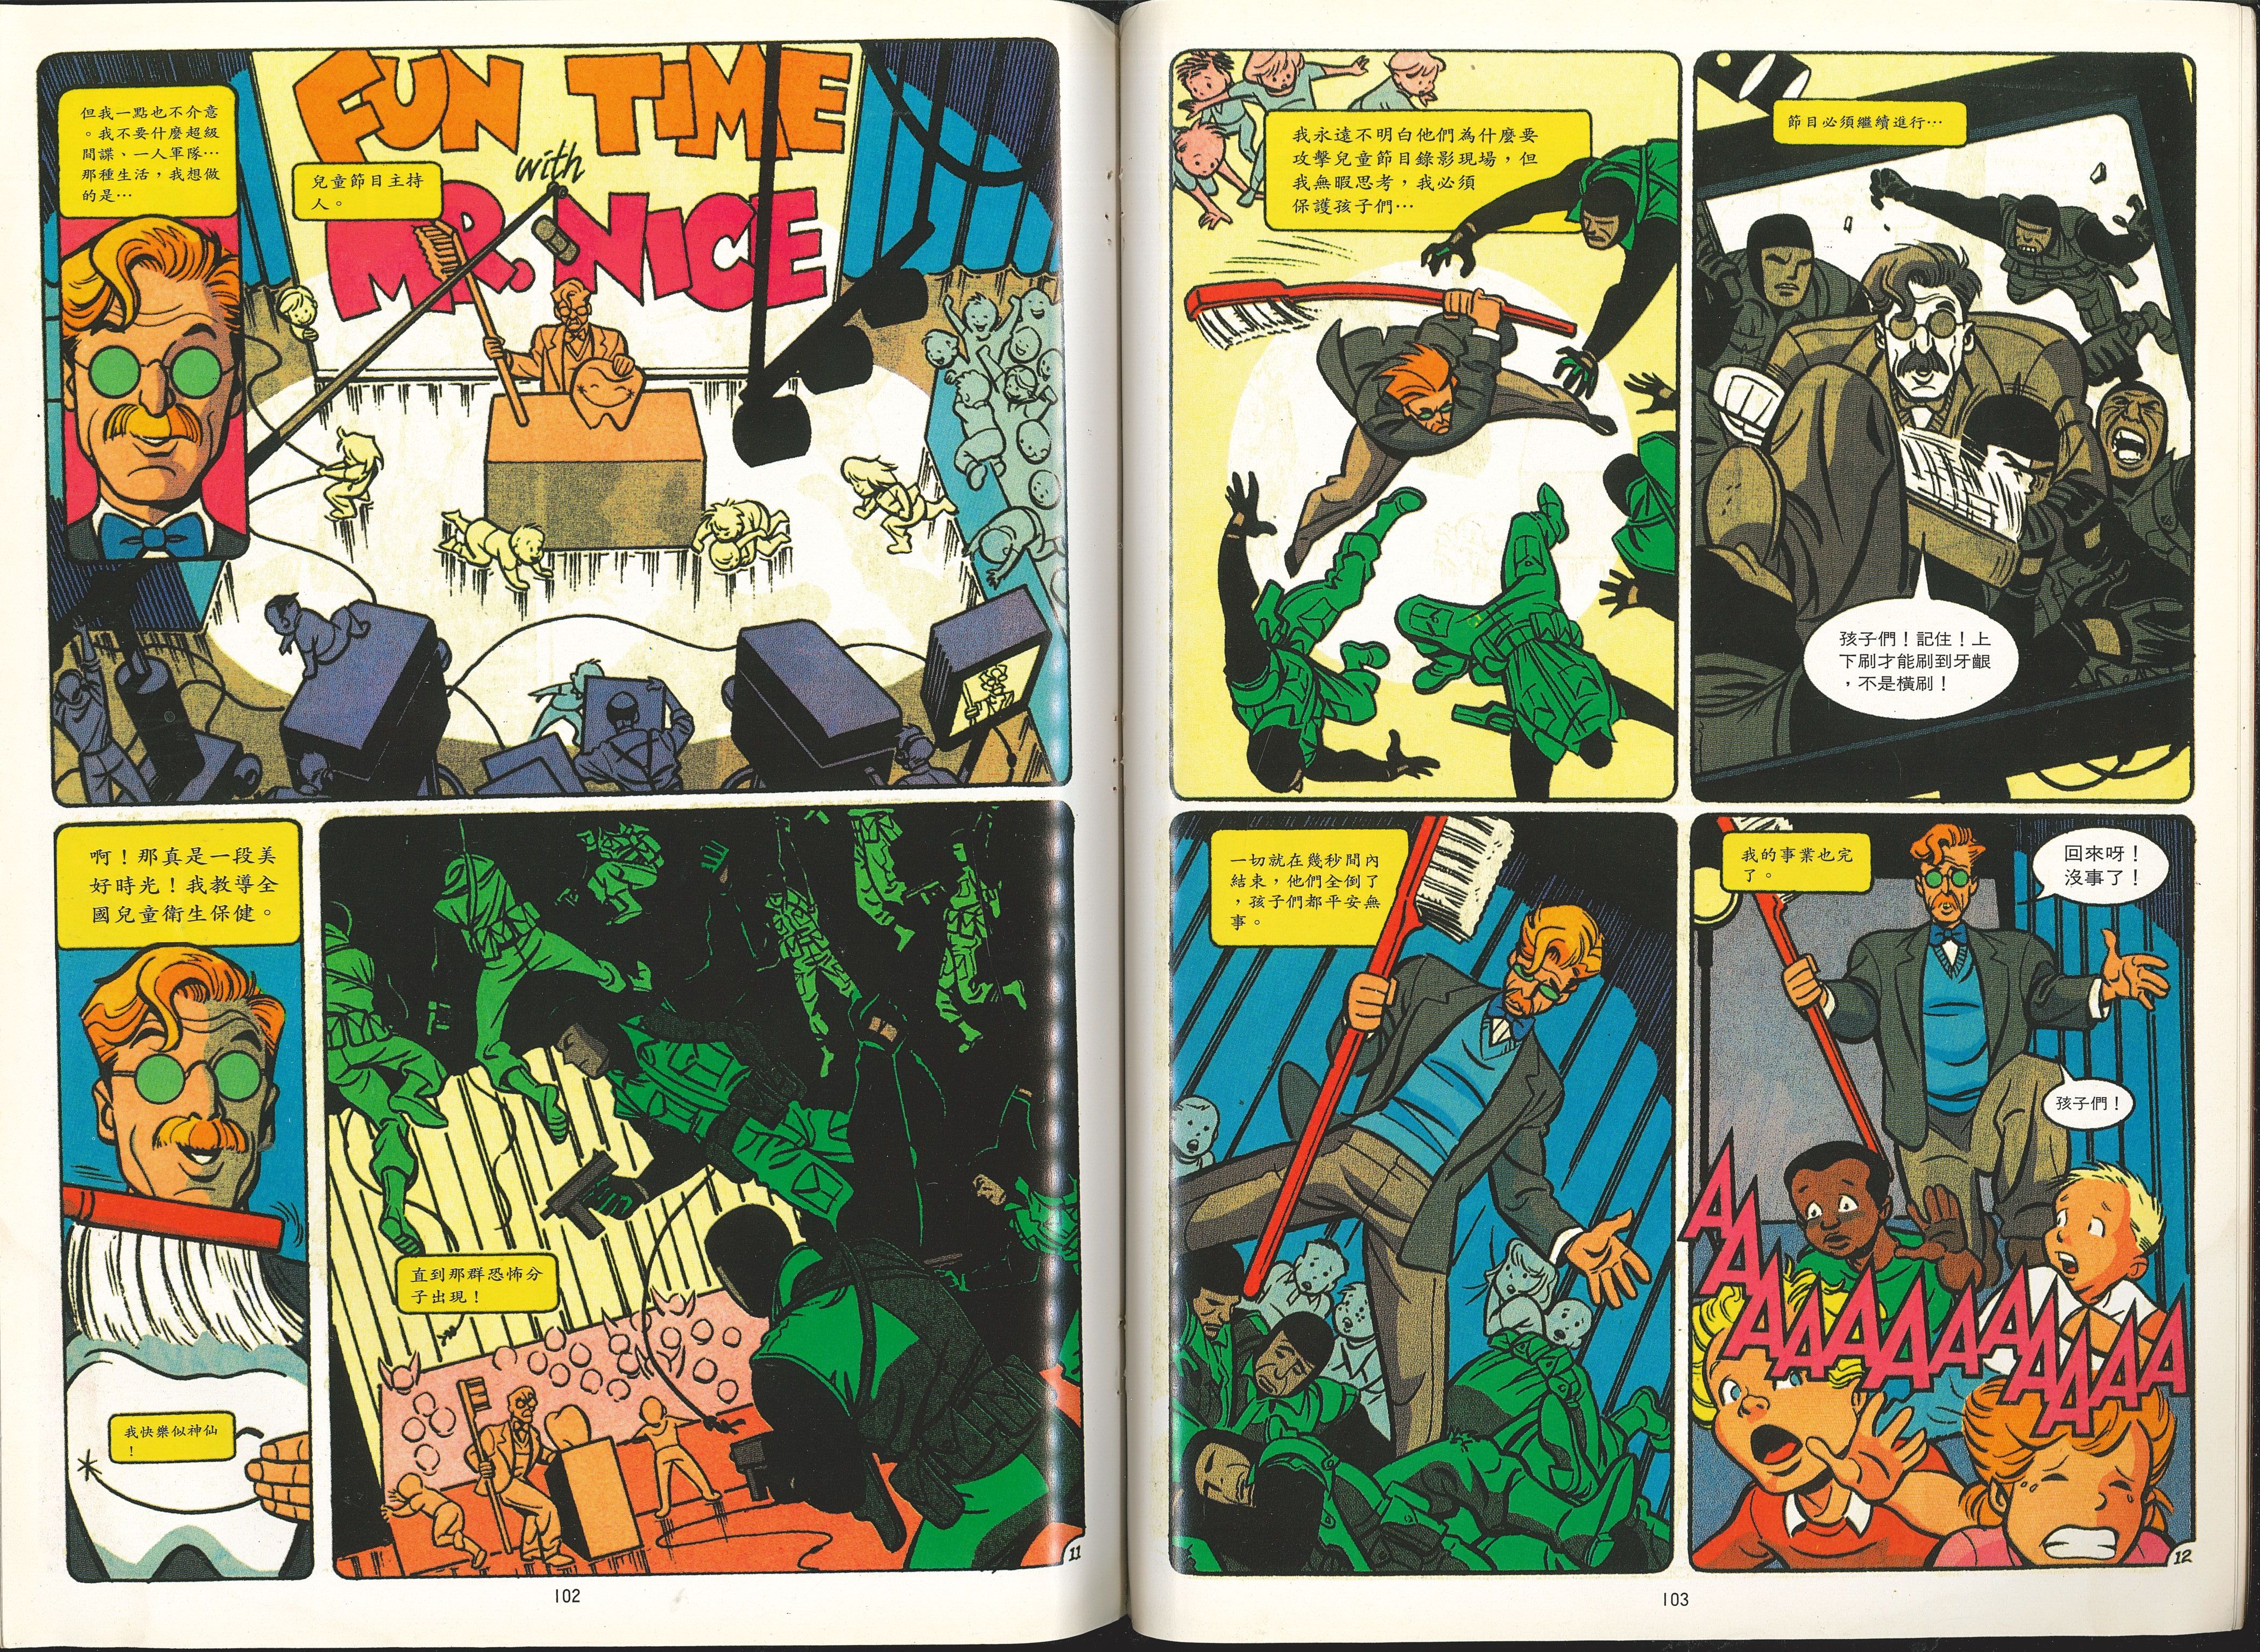 但我一點也不介意
。我不要什麼超級
間諜、一人軍隊…
那種生活，我想做
的是…
FUN TIME
with
MR. NICE
兒童節目主持
人。
啊！那真是一段美
好時光！我教導全
國兒童衛生保健。
我快樂似神仙
！
直到那群恐怖分
子出現！
11
102
我永遠不明白他們為什麼要
攻擊兒童節目錄影現場，但
我無暇思考，我必須
保護孩子們…
節目必須繼續進行…
孩子們！記住！上
下刷才能刷到牙齦
，不是橫刷！
一切就在幾秒間內
結束，他們全倒了
，孩子們都平安無
事。
我的事業也完
了。
回來呀！
沒事了！
孩子們！
AAAAAAAAAAAAAAA
12
103